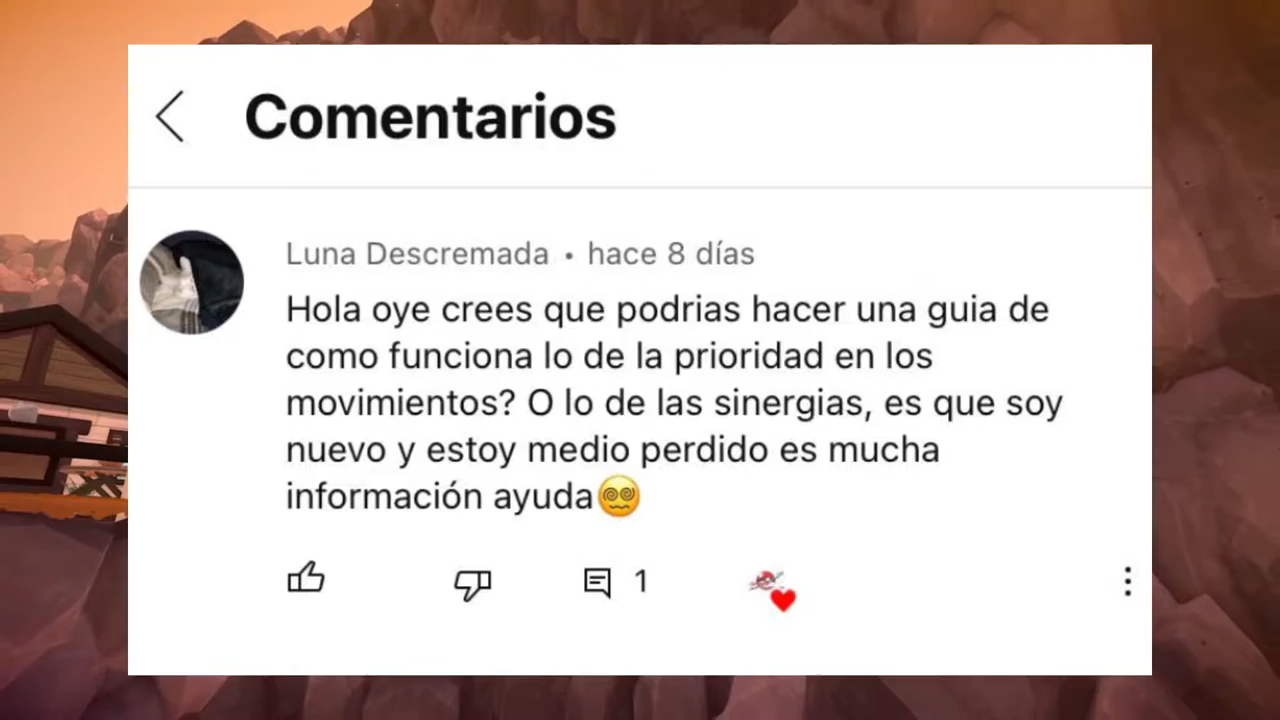 Comentarios
Luna Descremada • hace 8 días
Hola oye crees que podrias hacer una guia de
como funciona lo de la prioridad en los
movimientos? O lo de las sinergias, es que soy
nuevo y estoy medio perdido es mucha
información ayuda😵‍💫
1